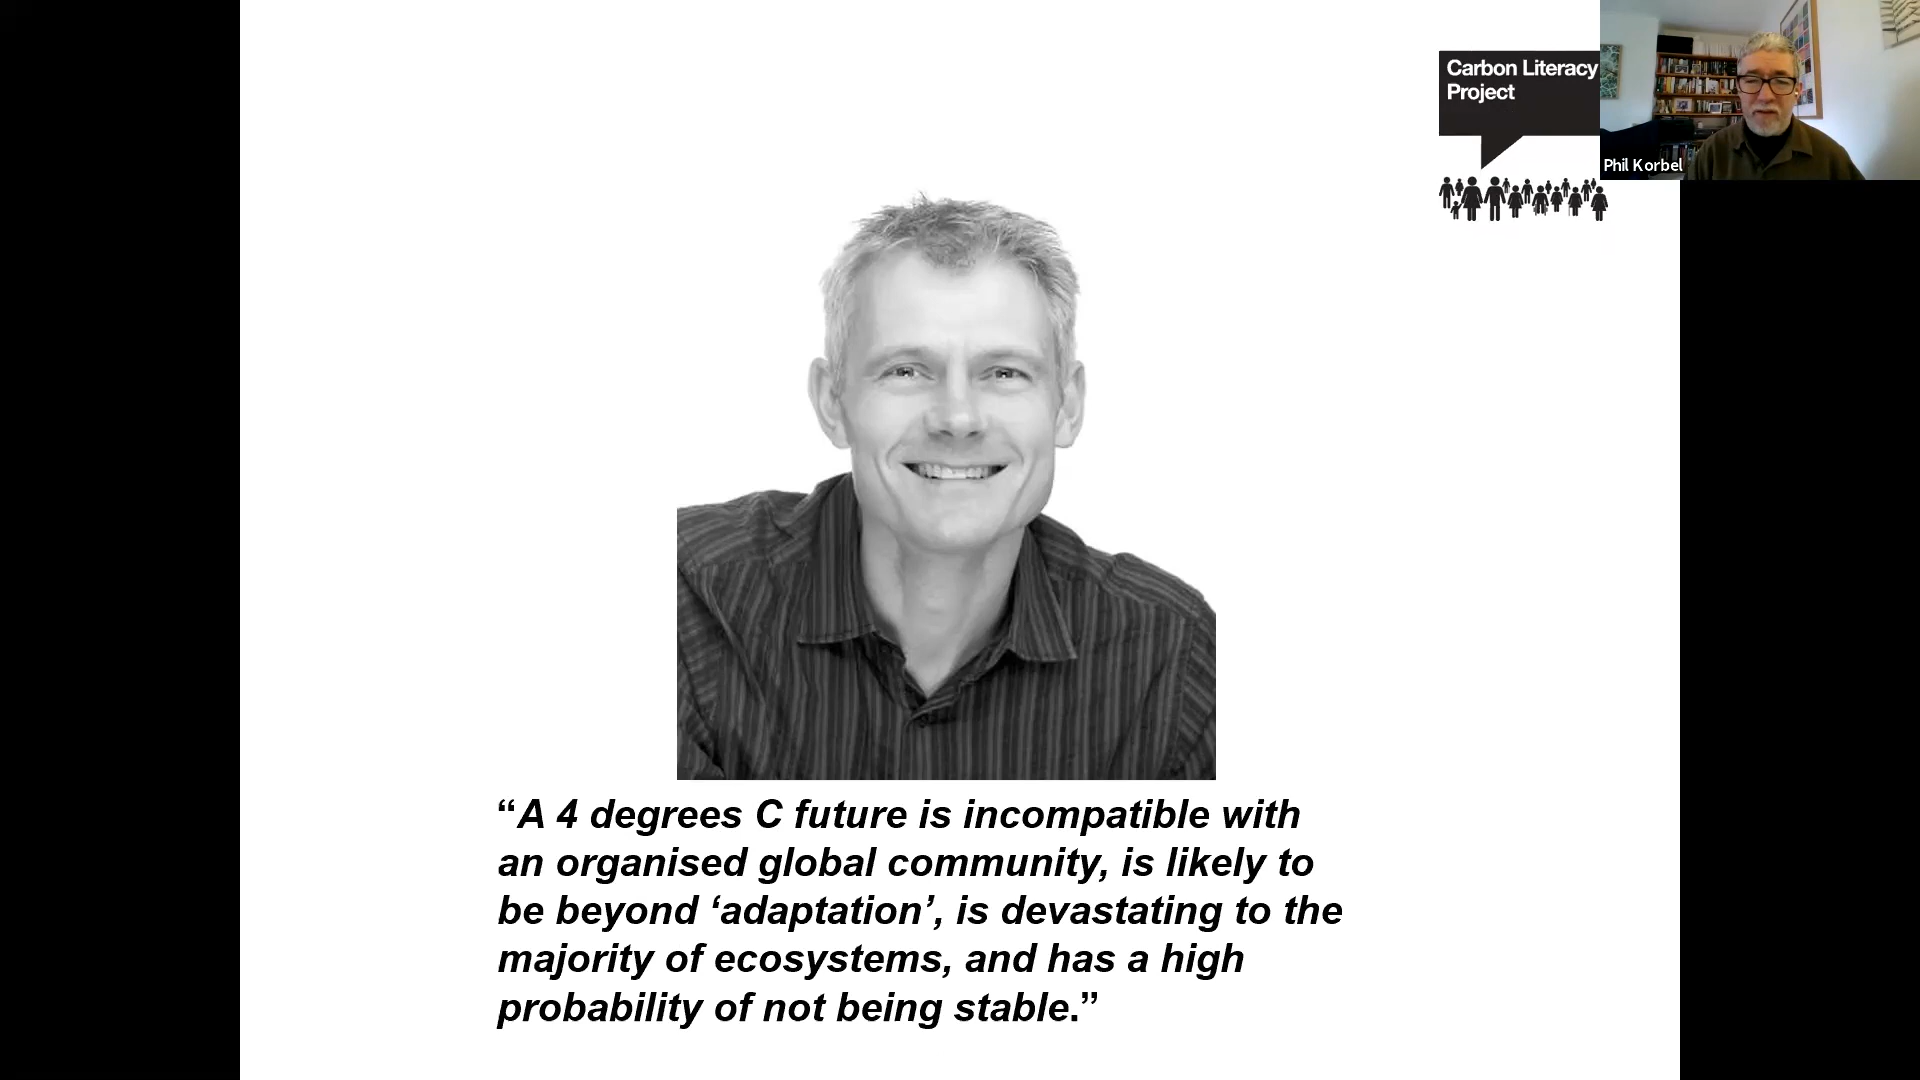 Carbon Literacy
Project
Phil Korbel
“A 4 degrees C future is incompatible with
an organised global community, is likely to
be beyond ‘adaptation’, is devastating to the
majority of ecosystems, and has a high
probability of not being stable.”